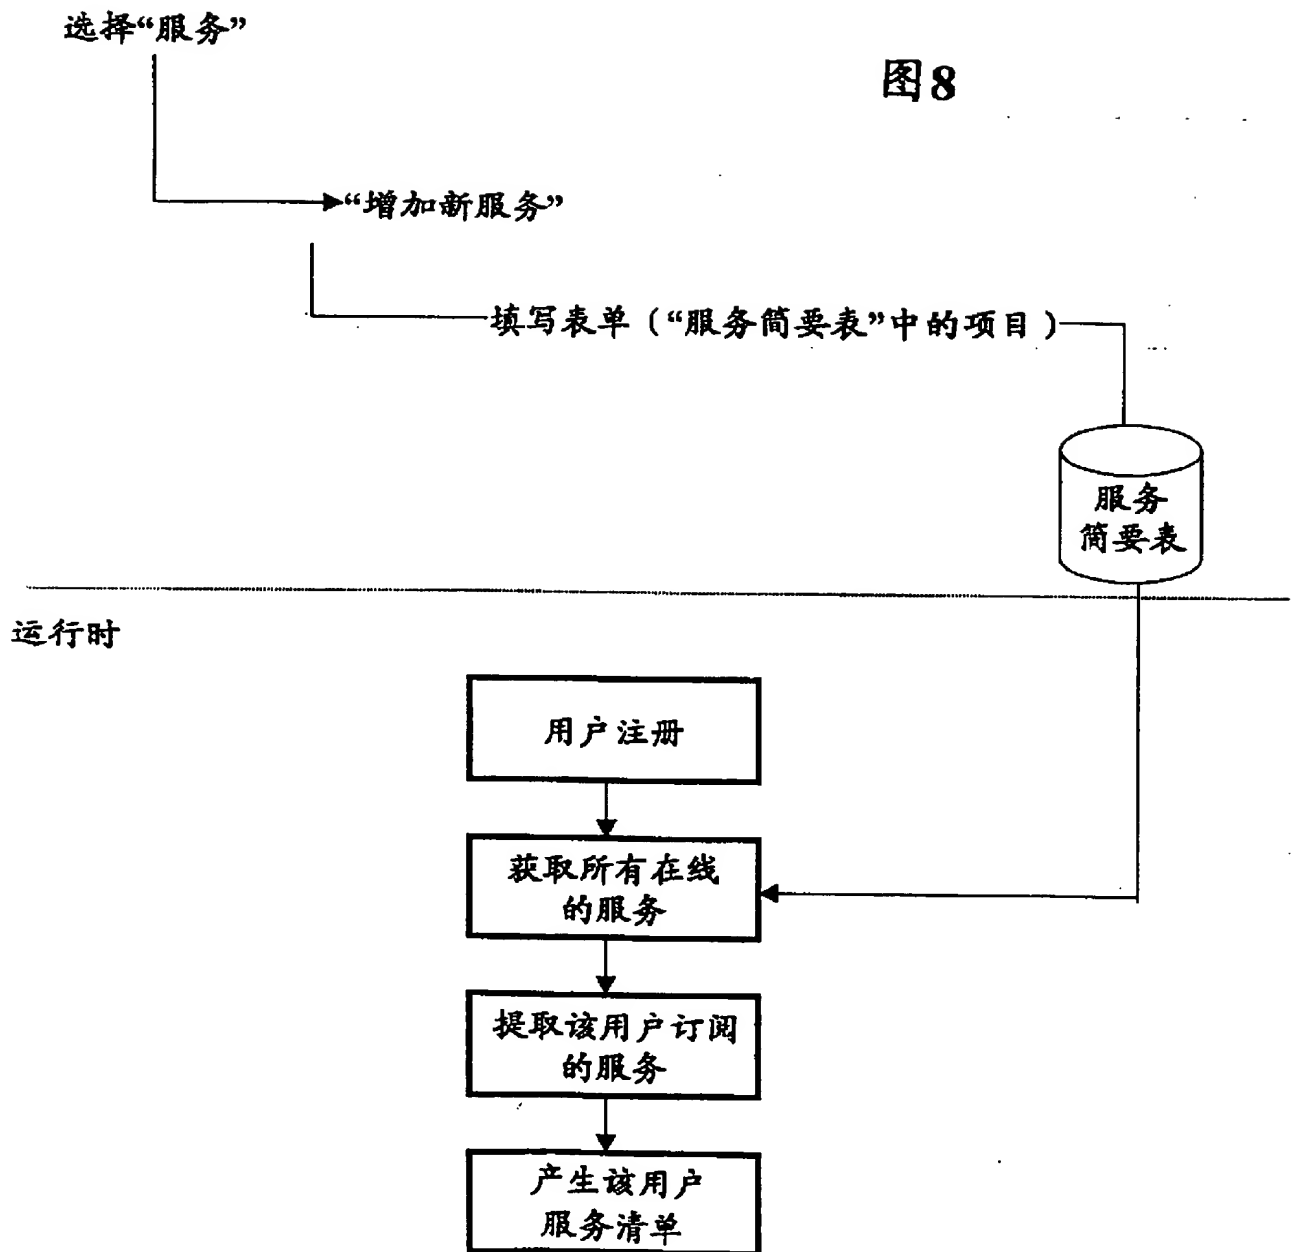 选择“服务”
图8
“增加新服务”
填写表单（“服务简要表”中的项目）
服务
简要表
运行时
用户注册
获取所有在线
的服务
提取该用户订阅
的服务
产生该用户
服务清单